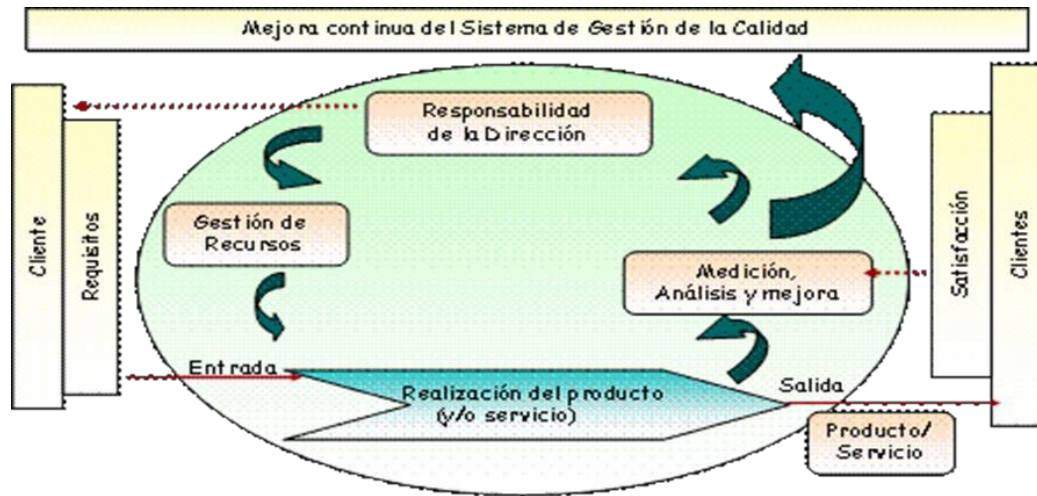 Mejora continua del Sistema de Gestión de la Calidad
Cliente
Requisitos
Responsabilidad
de la Dirección
Gestión de
Recursos
Medición,
Análisis y mejora
Satisfacción
Clientes
Entrada
Realización del producto
(y/o servicio)
Salida
Producto/
Servicio